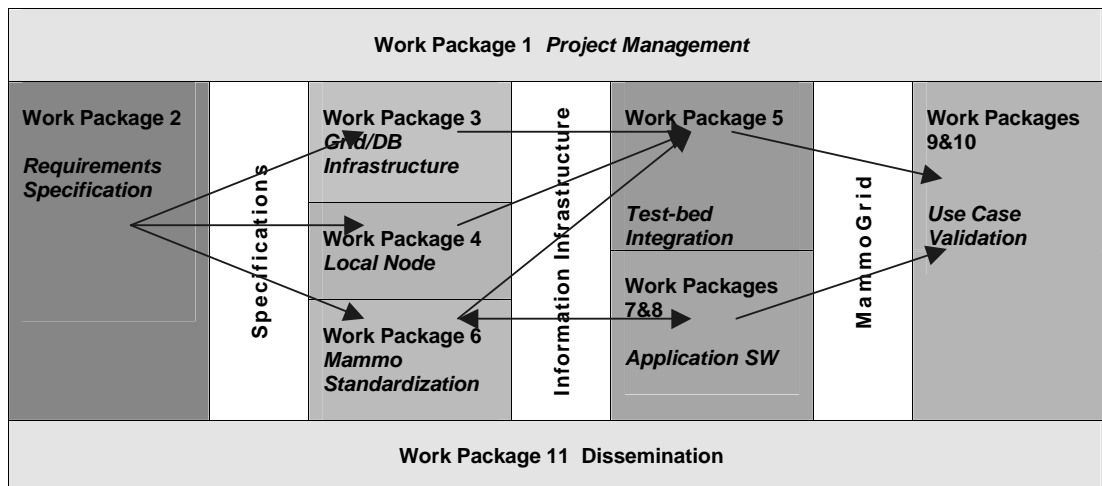 Work Package 1 Project Management
Work Package 2
Requirements
Specification
Specifications
Work Package 3
Grid/DB
Infrastructure
Work Package 4
Local Node
Work Package 6
Mammo
Standardization
Information Infrastructure
Work Package 5
Test-bed
Integration
Work Packages
7&8
Application SW
MammoGrid
Work Packages
9&10
Use Case
Validation
Work Package 11 Dissemination